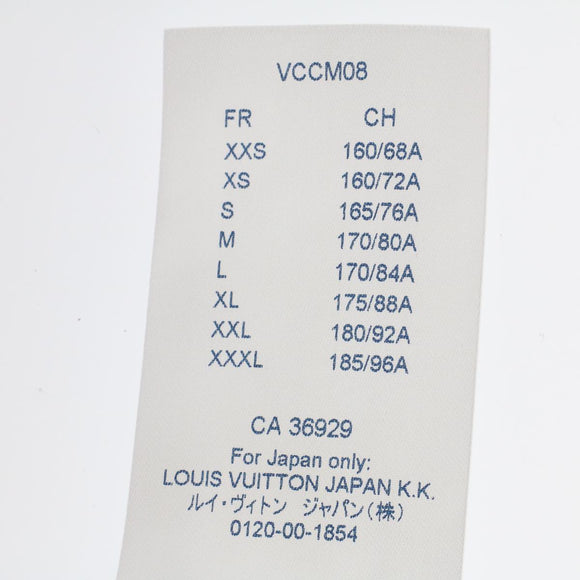 VCCM08
FR CH
XXS 160/68A
XS 160/72A
S 165/76A
M 170/80A
L 170/84A
XL 175/88A
XXL 180/92A
XXXL 185/96A
CA 36929
For Japan only:
LOUIS VUITTON JAPAN K.K.
ルイ・ヴィトン ジャパン(株)
0120-00-1854